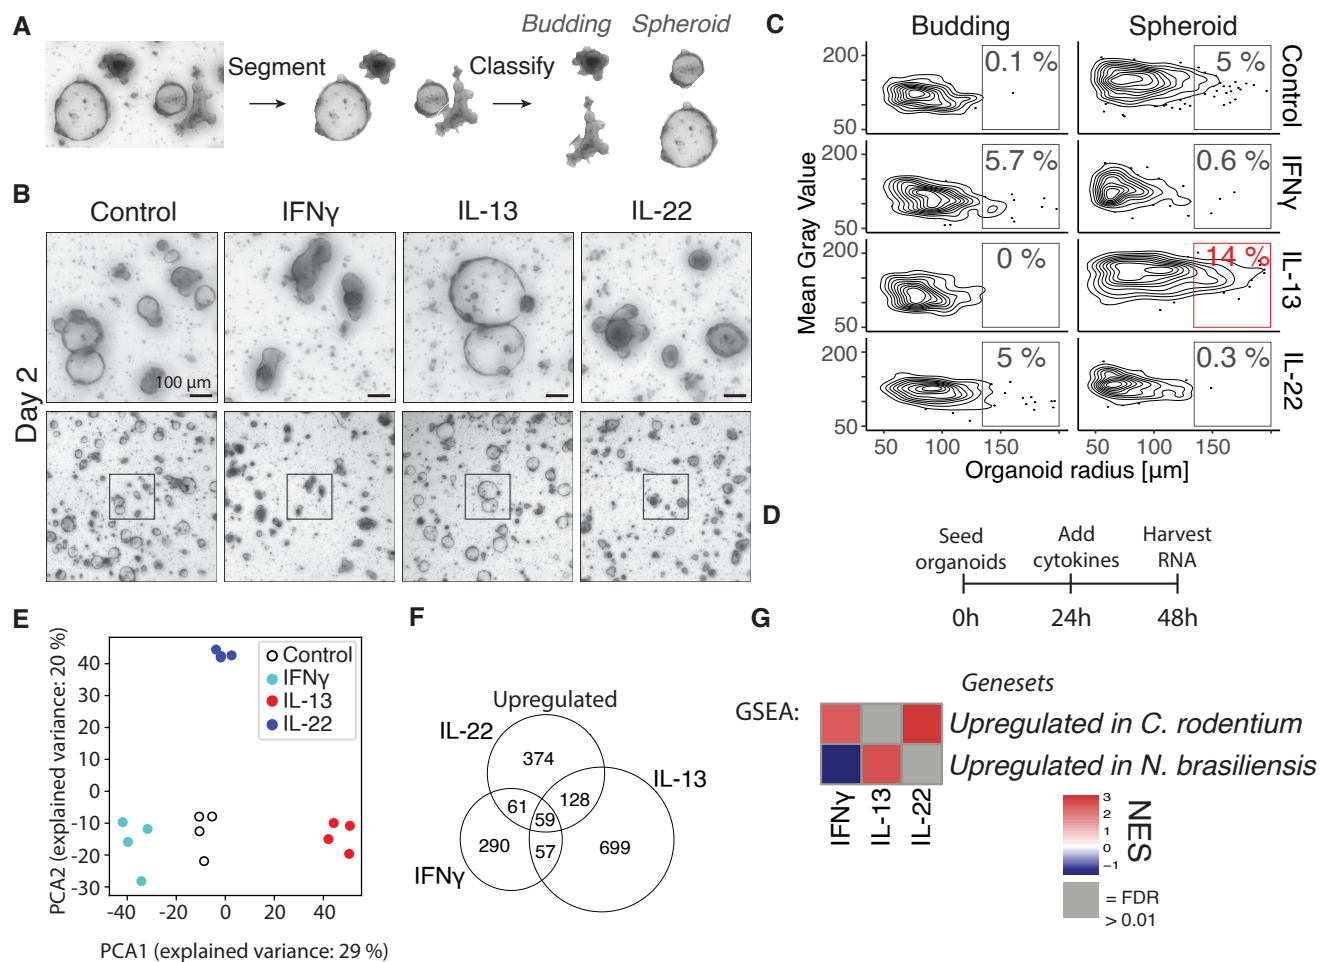 A
Budding
Spheroid
Segment
Classify
B
Control
IFNγ
IL-13
IL-22
Day 2
100 µm
C
Budding
Spheroid
Mean Gray Value
200
50
0.1 %
5 %
Control
200
50
5.7 %
0.6 %
IFNγ
200
50
0 %
14 %
IL-13
200
50
5 %
0.3 %
IL-22
50
100
150
50
100
150
Organoid radius [µm]
D
Seed
organoids
Add
cytokines
Harvest
RNA
0h
24h
48h
E
PCA2 (explained variance: 20 %)
40
30
20
10
0
-10
-20
-30
-40
-20
0
20
40
PCA1 (explained variance: 29 %)
Control
IFNγ
IL-13
IL-22
F
Upregulated
IL-22
IL-13
IFNγ
374
61
128
59
290
57
699
G
Genesets
GSEA:
Upregulated in C. rodentium
Upregulated in N. brasiliensis
IFNγ
IL-13
IL-22
3
2
1
0
−1
NES
= FDR
> 0.01